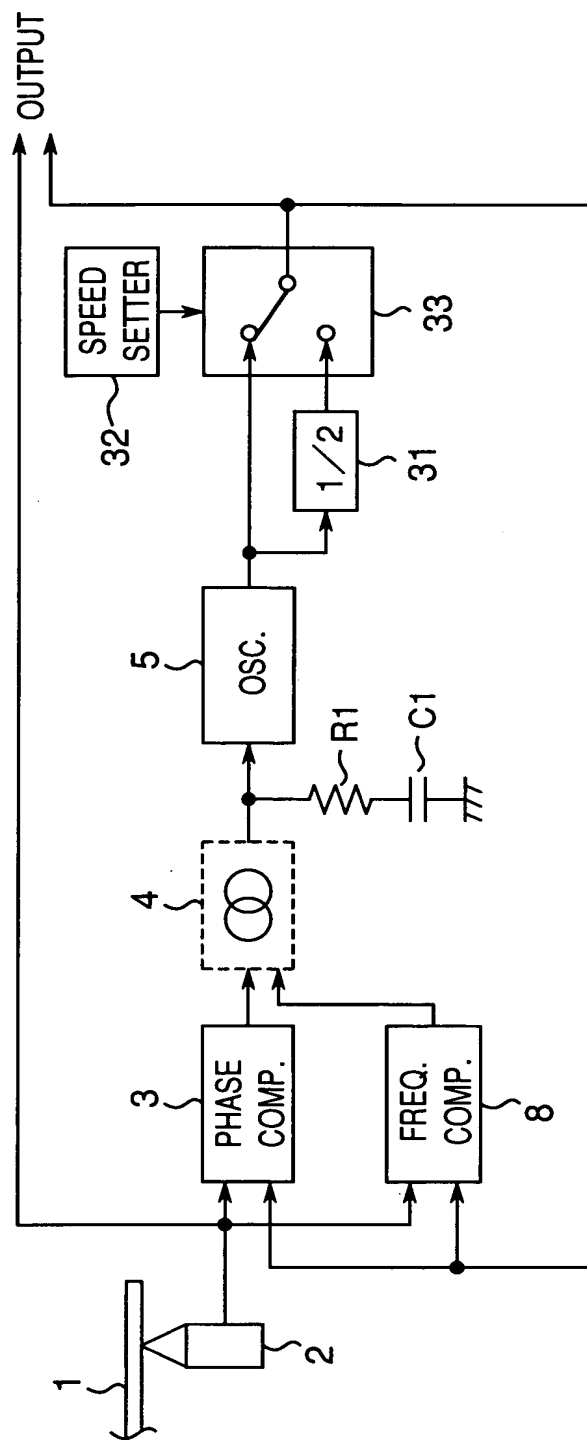 OUTPUT
SPEED
SETTER
32
33
1/2
31
5
OSC.
R1
C1
4
3
PHASE
COMP.
FREQ.
COMP.
8
1
2